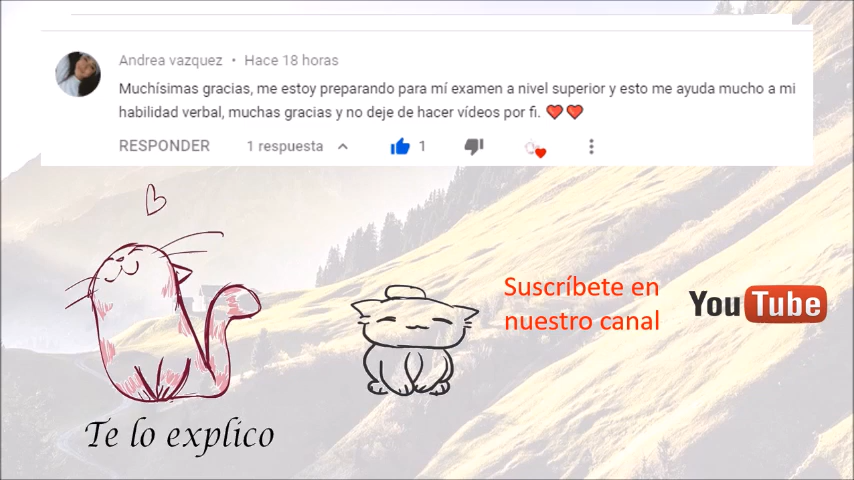 Andrea vazquez • Hace 18 horas
Muchísimas gracias, me estoy preparando para mí examen a nivel superior y esto me ayuda mucho a mi
habilidad verbal, muchas gracias y no deje de hacer vídeos por fi. ❤❤
RESPONDER 1 respuesta 1
Suscríbete en
nuestro canal
YouTube
Te lo explico